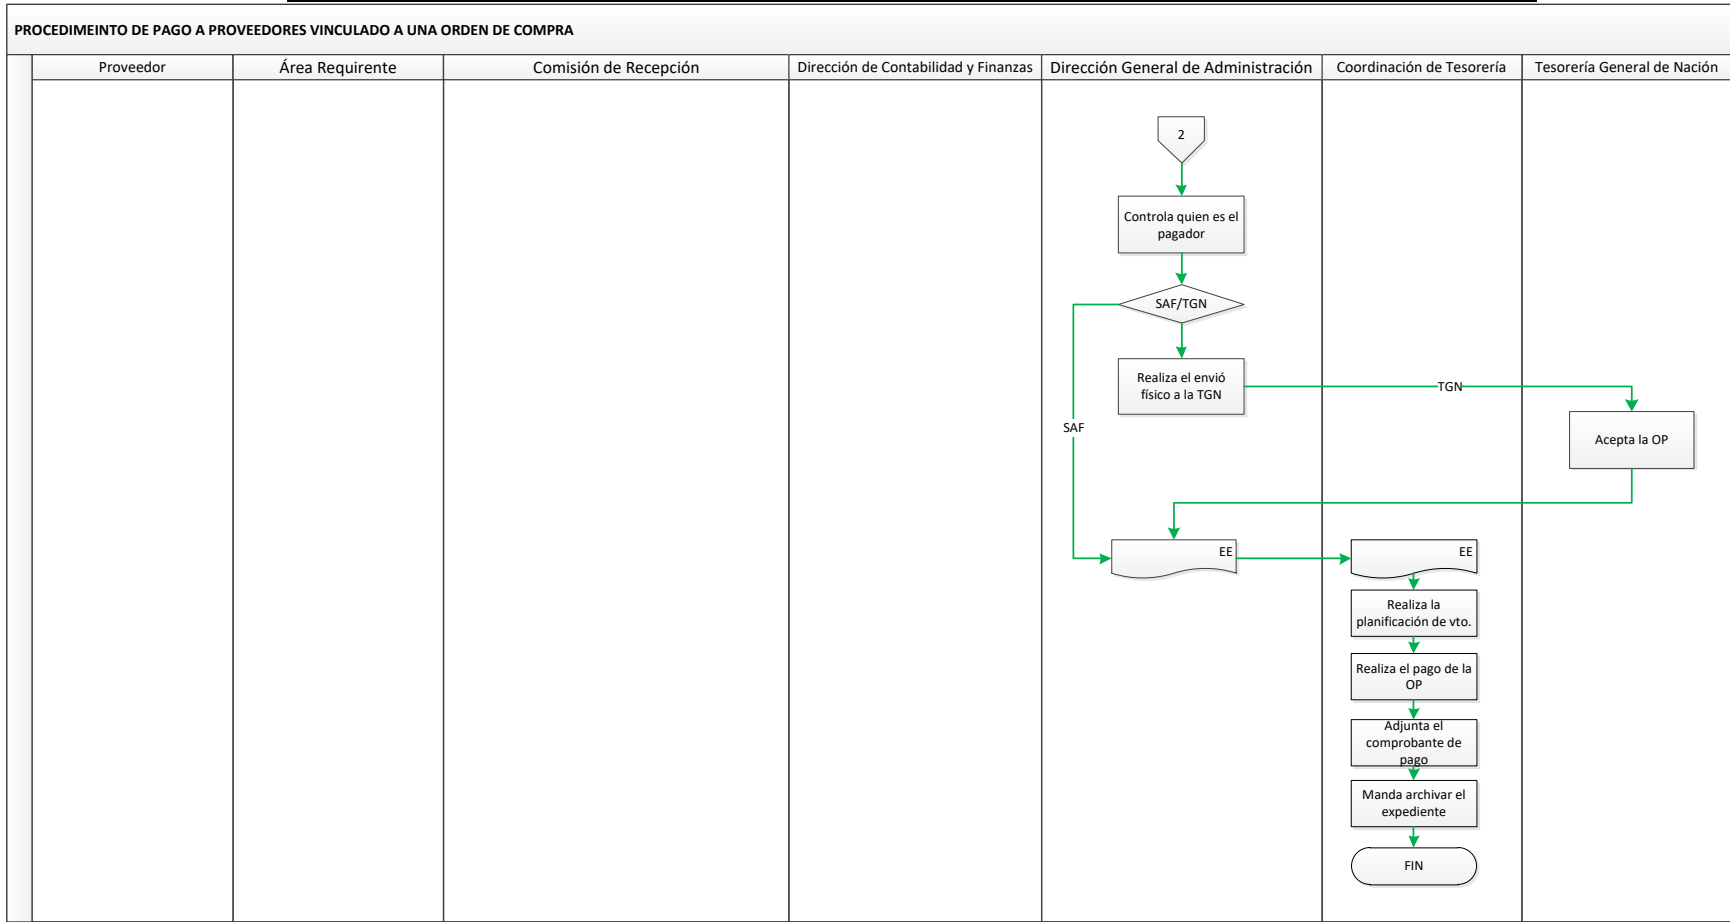 PROCEDIMEINTO DE PAGO A PROVEEDORES VINCULADO A UNA ORDEN DE COMPRA
Proveedor
Área Requirente
Comisión de Recepción
Dirección de Contabilidad y Finanzas
Dirección General de Administración
Coordinación de Tesorería
Tesorería General de Nación
2
Controla quien es el
pagador
SAF/TGN
Realiza el envió
físico a la TGN
TGN
SAF
Acepta la OP
EE
EE
Realiza la
planificación de vto.
Realiza el pago de la
OP
Adjunta el
comprobante de
pago
Manda archivar el
expediente
FIN